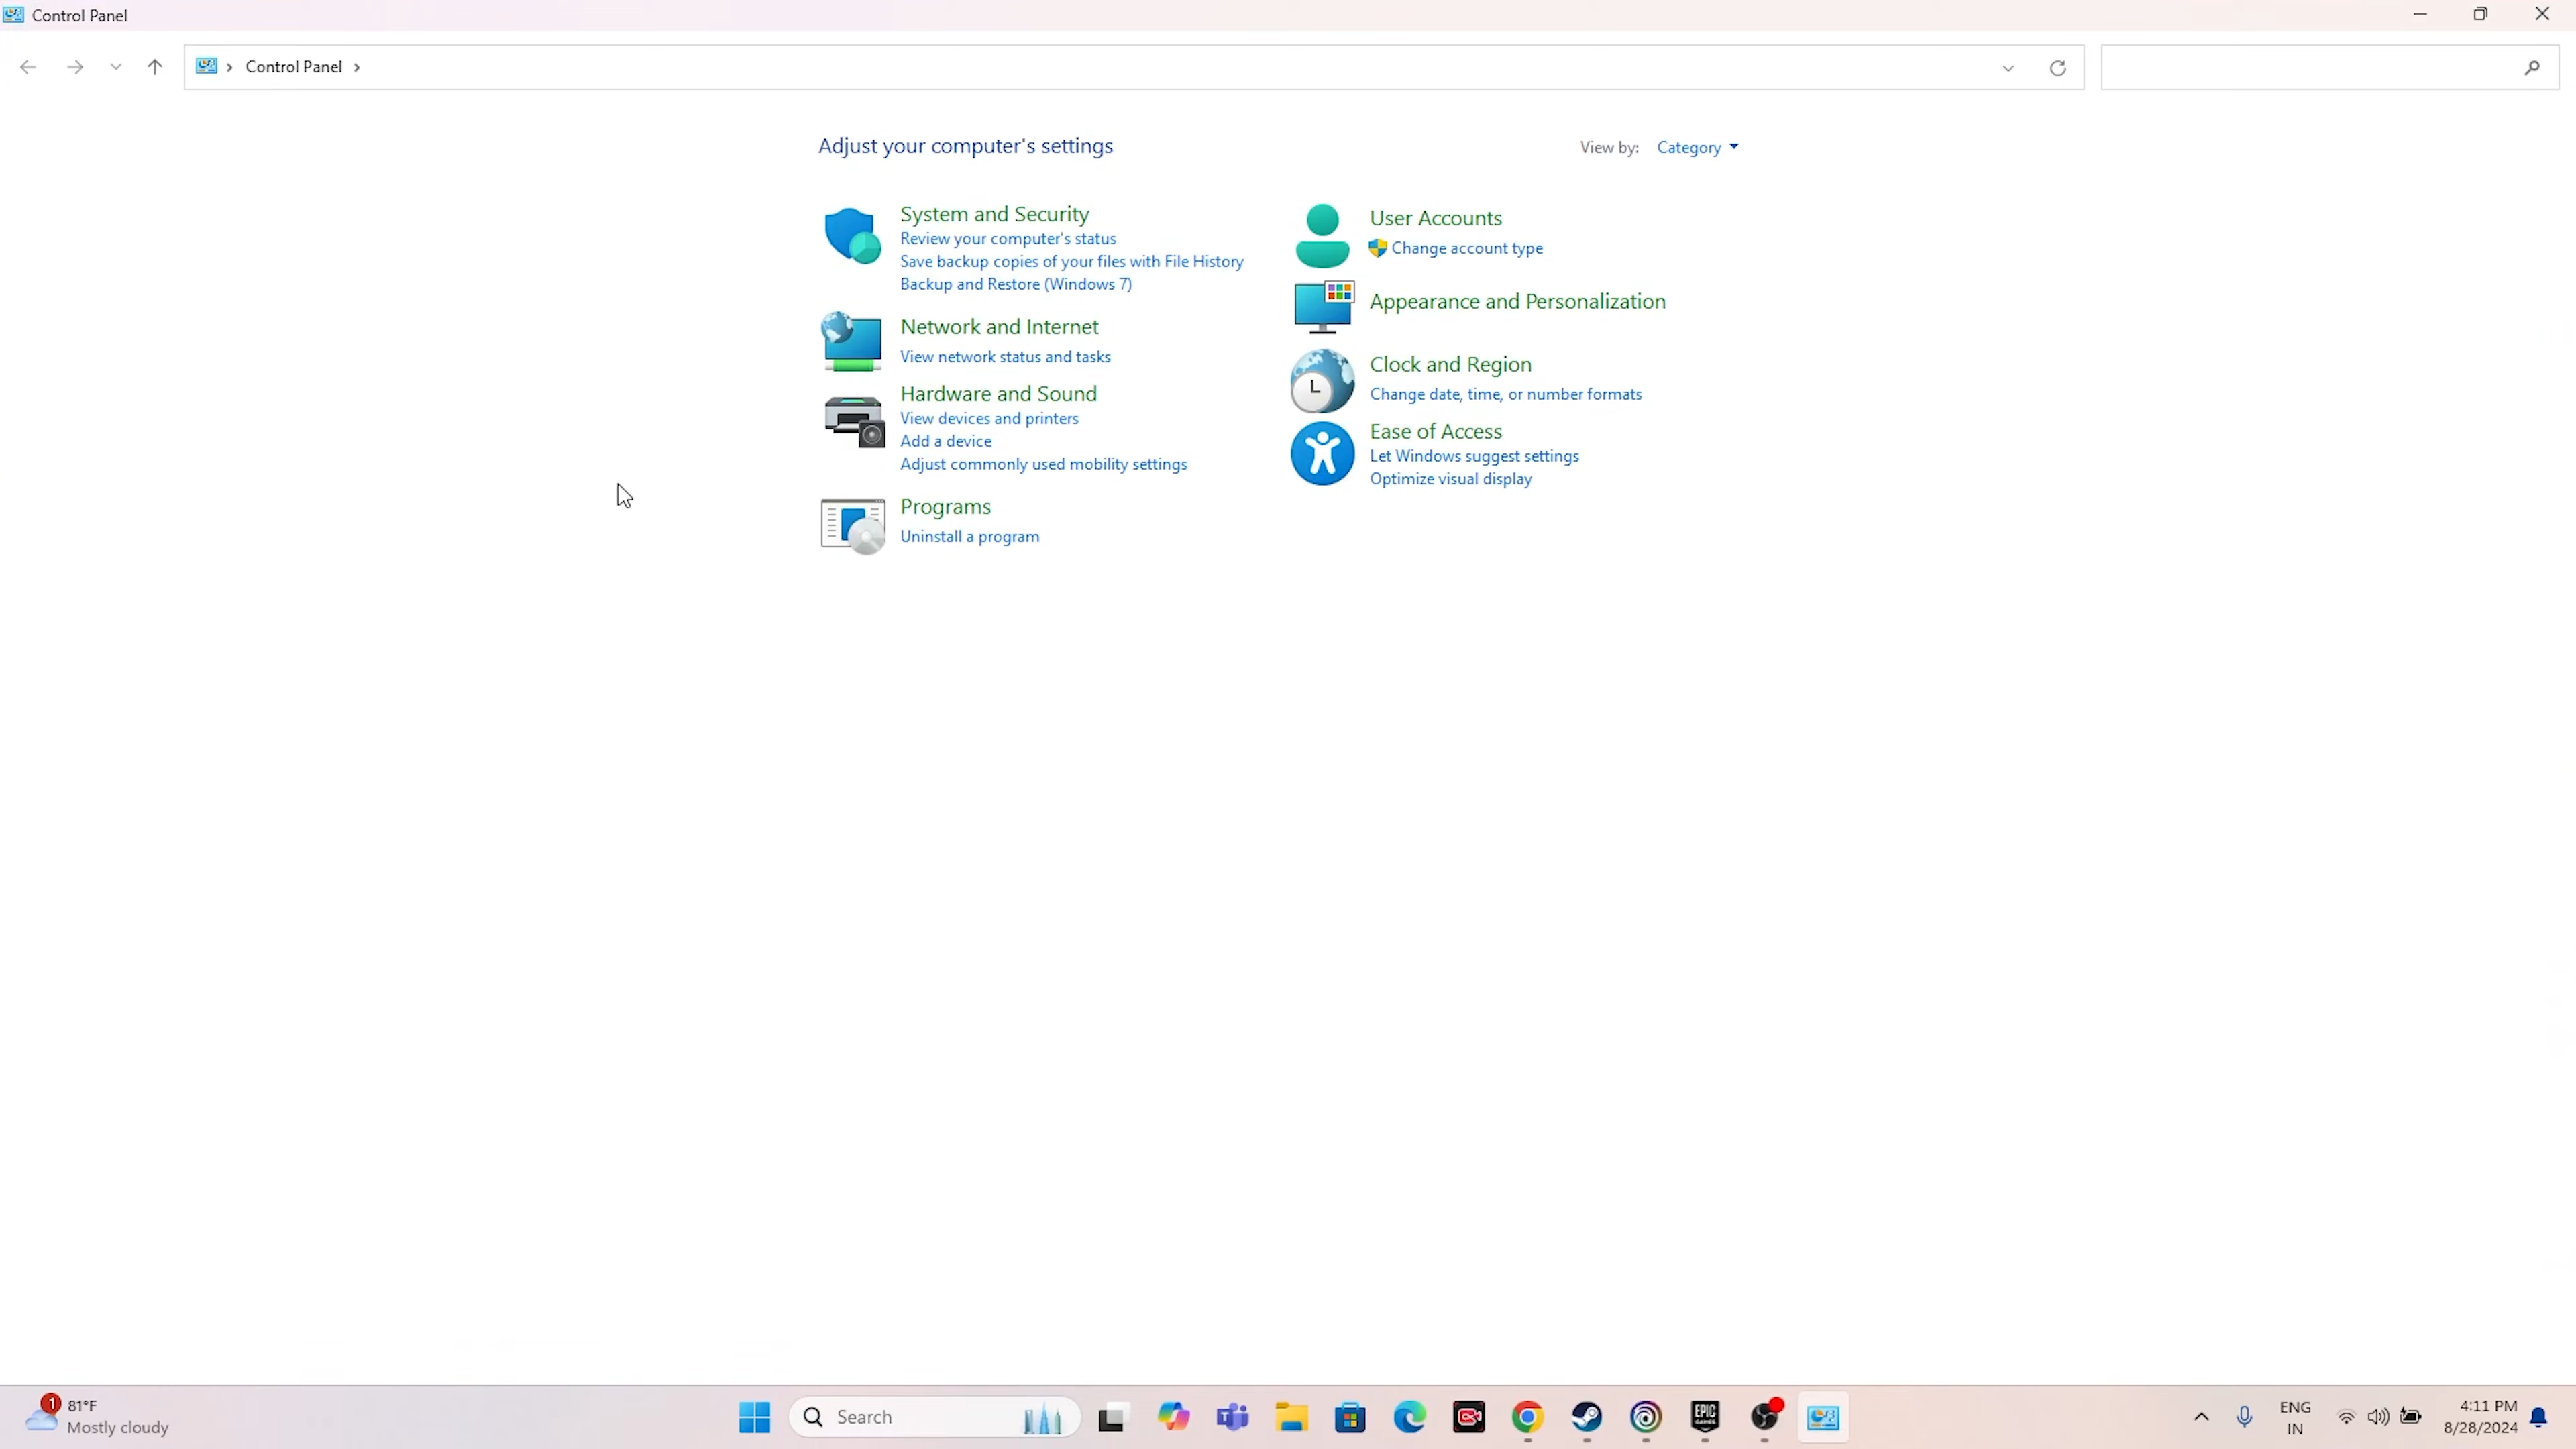 Control Panel
Control Panel
Adjust your computer's settings
View by: Category
System and Security
Review your computer's status
Save backup copies of your files with File History
Backup and Restore (Windows 7)
Network and Internet
View network status and tasks
Hardware and Sound
View devices and printers
Add a device
Adjust commonly used mobility settings
Programs
Uninstall a program
User Accounts
Change account type
Appearance and Personalization
Clock and Region
Change date, time, or number formats
Ease of Access
Let Windows suggest settings
Optimize visual display
1
81°F
Mostly cloudy
Search
EPIC
GAMES
ENG
IN
4:11 PM
8/28/2024